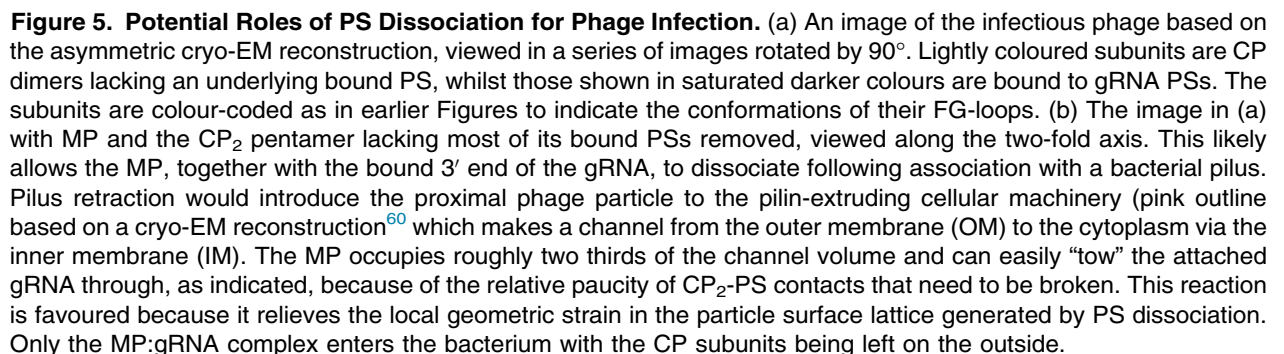 Figure 5. Potential Roles of PS Dissociation for Phage Infection. (a) An image of the infectious phage based on
the asymmetric cryo-EM reconstruction, viewed in a series of images rotated by 90°. Lightly coloured subunits are CP
dimers lacking an underlying bound PS, whilst those shown in saturated darker colours are bound to gRNA PSs. The
subunits are colour-coded as in earlier Figures to indicate the conformations of their FG-loops. (b) The image in (a)
with MP and the CP₂ pentamer lacking most of its bound PSs removed, viewed along the two-fold axis. This likely
allows the MP, together with the bound 3′ end of the gRNA, to dissociate following association with a bacterial pilus.
Pilus retraction would introduce the proximal phage particle to the pilin-extruding cellular machinery (pink outline
based on a cryo-EM reconstruction⁶⁰ which makes a channel from the outer membrane (OM) to the cytoplasm via the
inner membrane (IM). The MP occupies roughly two thirds of the channel volume and can easily “tow” the attached
gRNA through, as indicated, because of the relative paucity of CP₂-PS contacts that need to be broken. This reaction
is favoured because it relieves the local geometric strain in the particle surface lattice generated by PS dissociation.
Only the MP:gRNA complex enters the bacterium with the CP subunits being left on the outside.